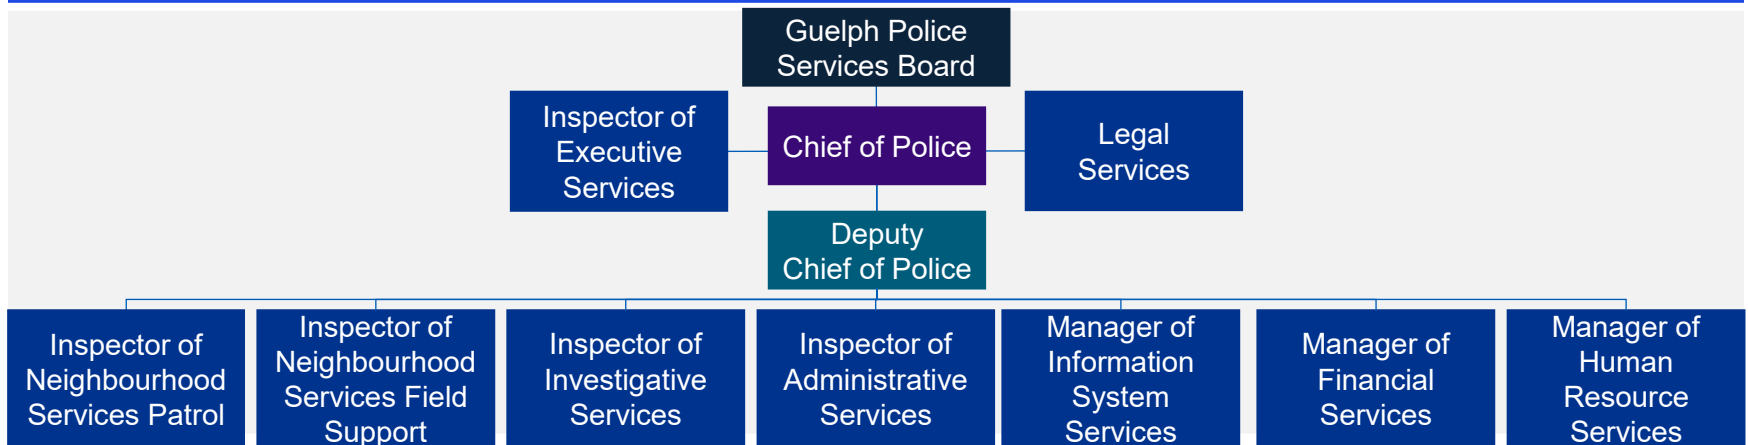 Guelph Police
Services Board
Inspector of
Executive
Services
Chief of Police
Legal
Services
Deputy
Chief of Police
Inspector of
Neighbourhood
Services Patrol
Inspector of
Neighbourhood
Services Field
Support
Inspector of
Investigative
Services
Inspector of
Administrative
Services
Manager of
Information
System
Services
Manager of
Financial
Services
Manager of
Human
Resource
Services